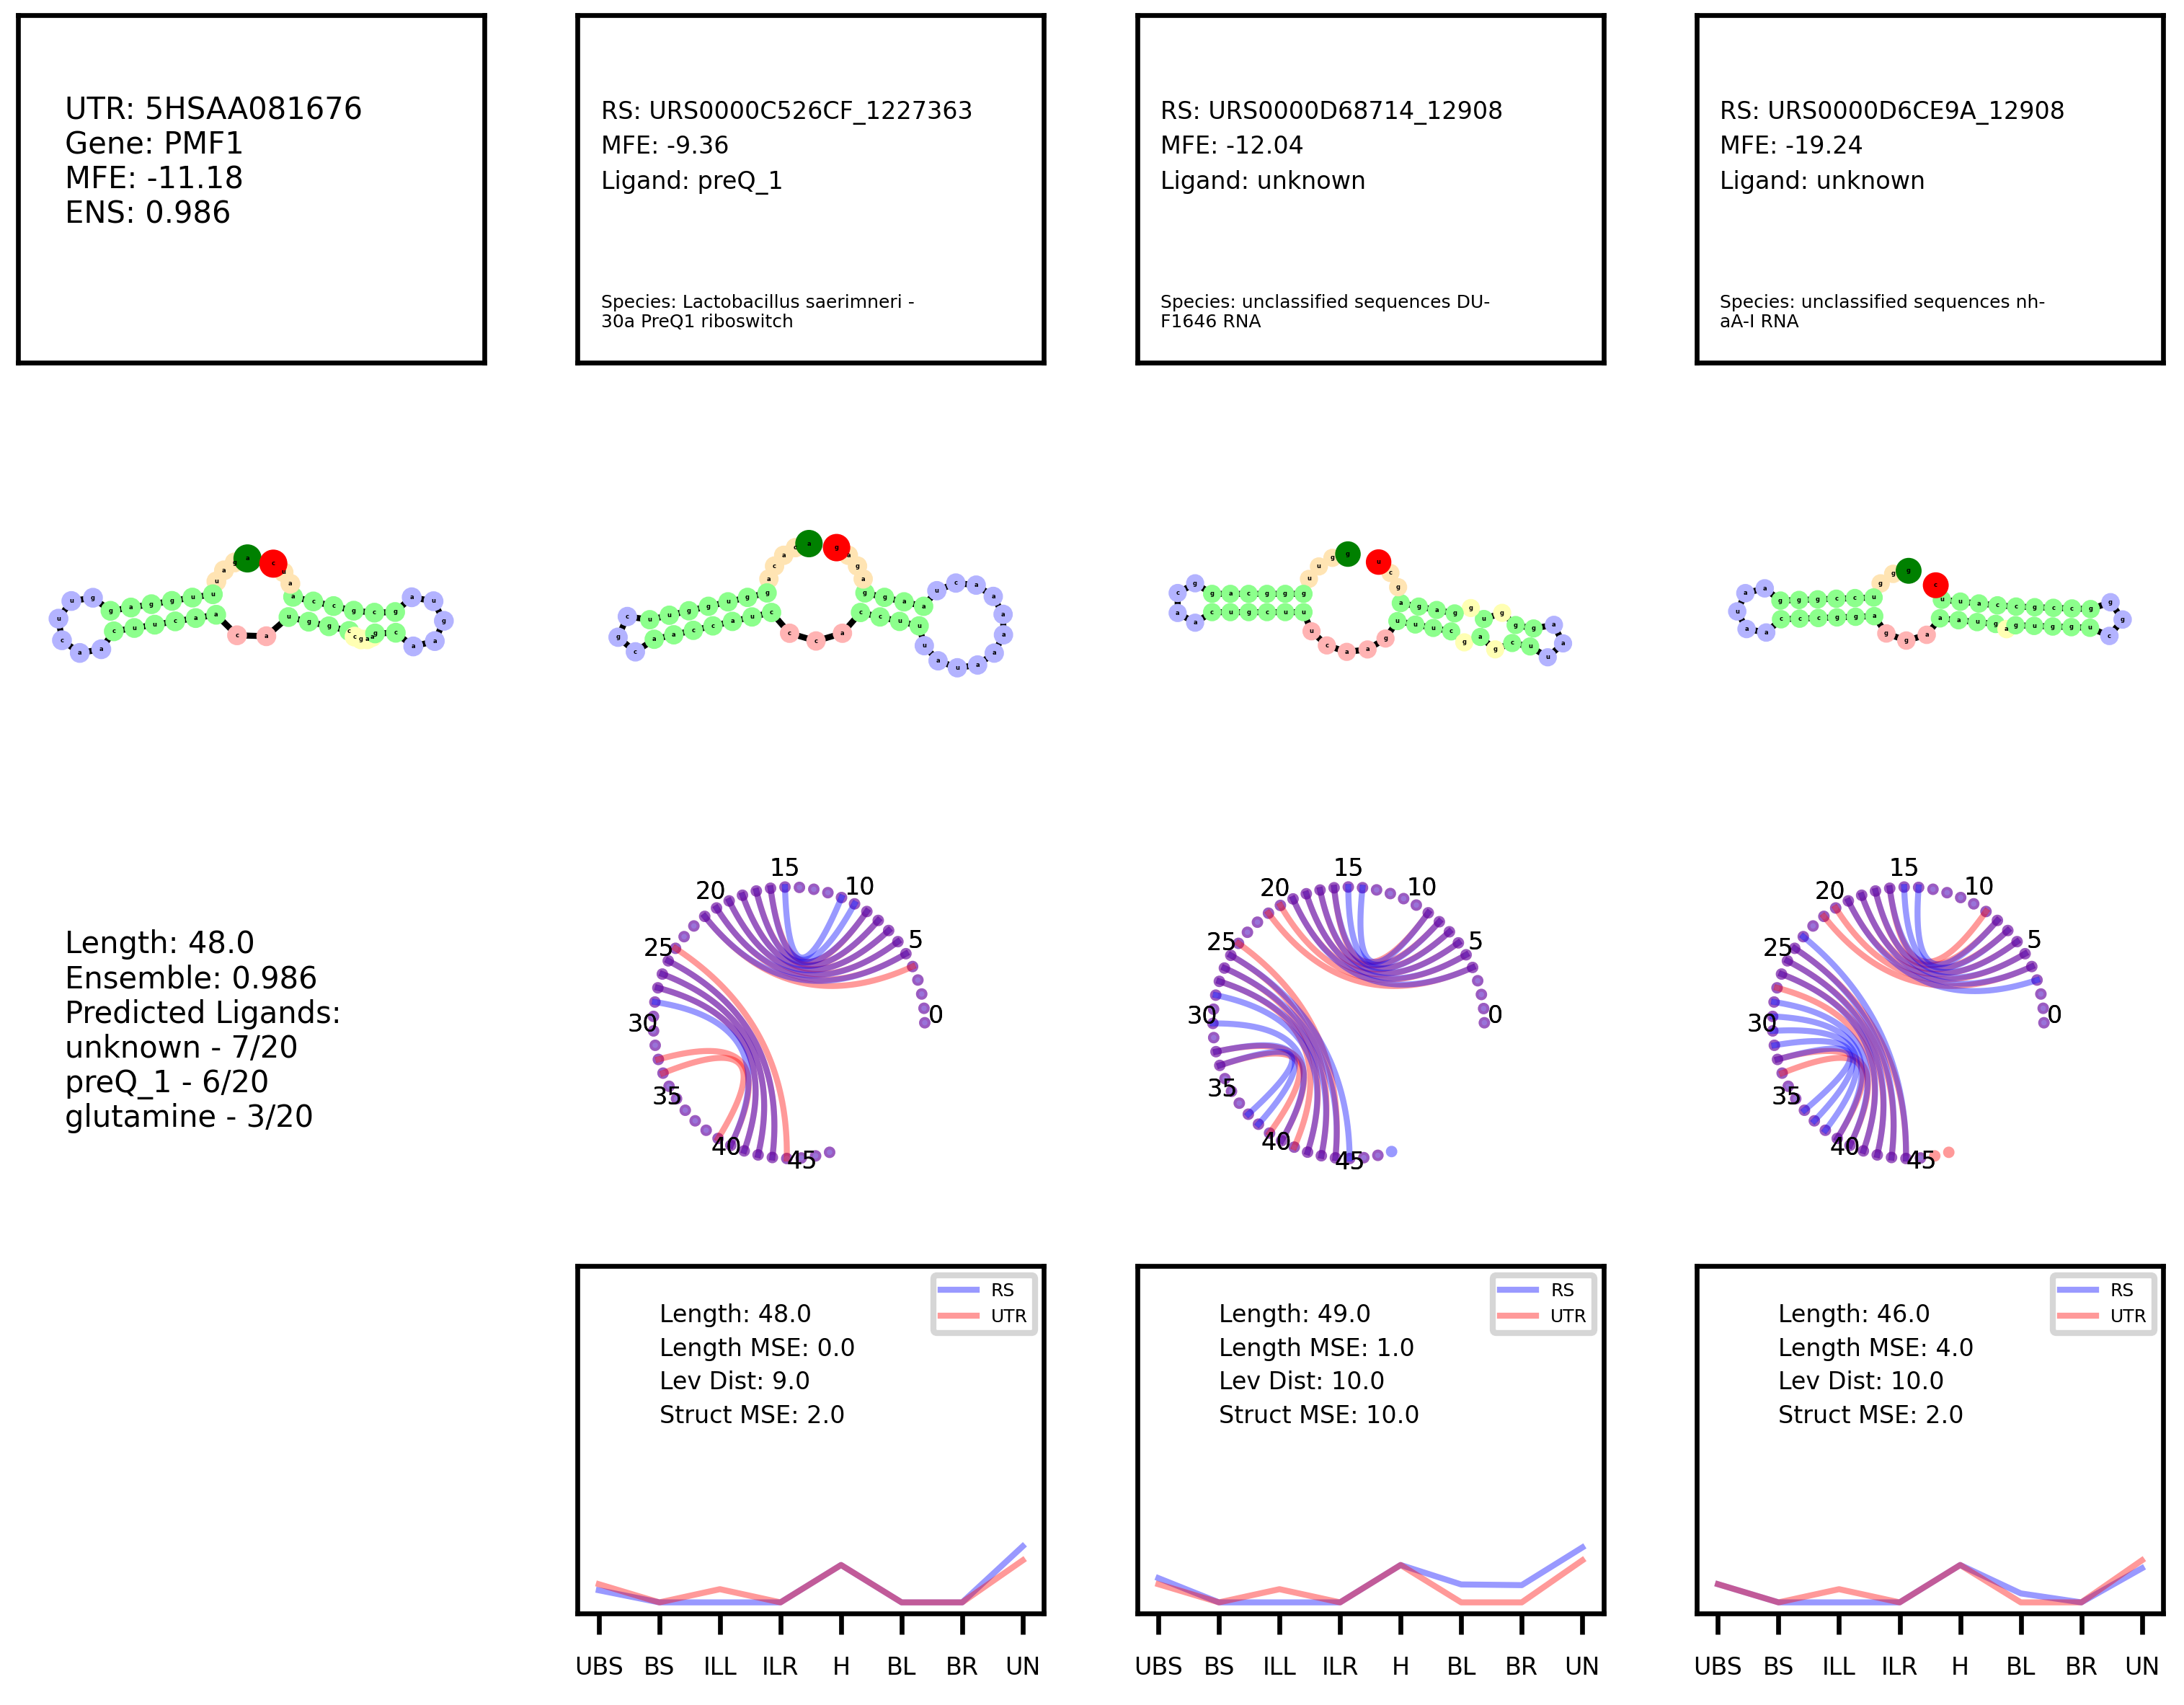 UTR: 5HSAA081676
Gene: PMF1
MFE: -11.18
ENS: 0.986
RS: URS0000C526CF_1227363
MFE: -9.36
Ligand: preQ_1
Species: Lactobacillus saerimneri -
30a PreQ1 riboswitch
RS: URS0000D68714_12908
MFE: -12.04
Ligand: unknown
Species: unclassified sequences DU-
F1646 RNA
RS: URS0000D6CE9A_12908
MFE: -19.24
Ligand: unknown
Species: unclassified sequences nh-
aA-I RNA
Length: 48.0
Ensemble: 0.986
Predicted Ligands:
unknown - 7/20
preQ_1 - 6/20
glutamine - 3/20
0 5 10 15 20 25 30 35 40 45
0 5 10 15 20 25 30 35 40 45
0 5 10 15 20 25 30 35 40 45
RS
UTR
Length: 48.0
Length MSE: 0.0
Lev Dist: 9.0
Struct MSE: 2.0
UBS BS ILL ILR H BL BR UN
RS
UTR
Length: 49.0
Length MSE: 1.0
Lev Dist: 10.0
Struct MSE: 10.0
UBS BS ILL ILR H BL BR UN
RS
UTR
Length: 46.0
Length MSE: 4.0
Lev Dist: 10.0
Struct MSE: 2.0
UBS BS ILL ILR H BL BR UN